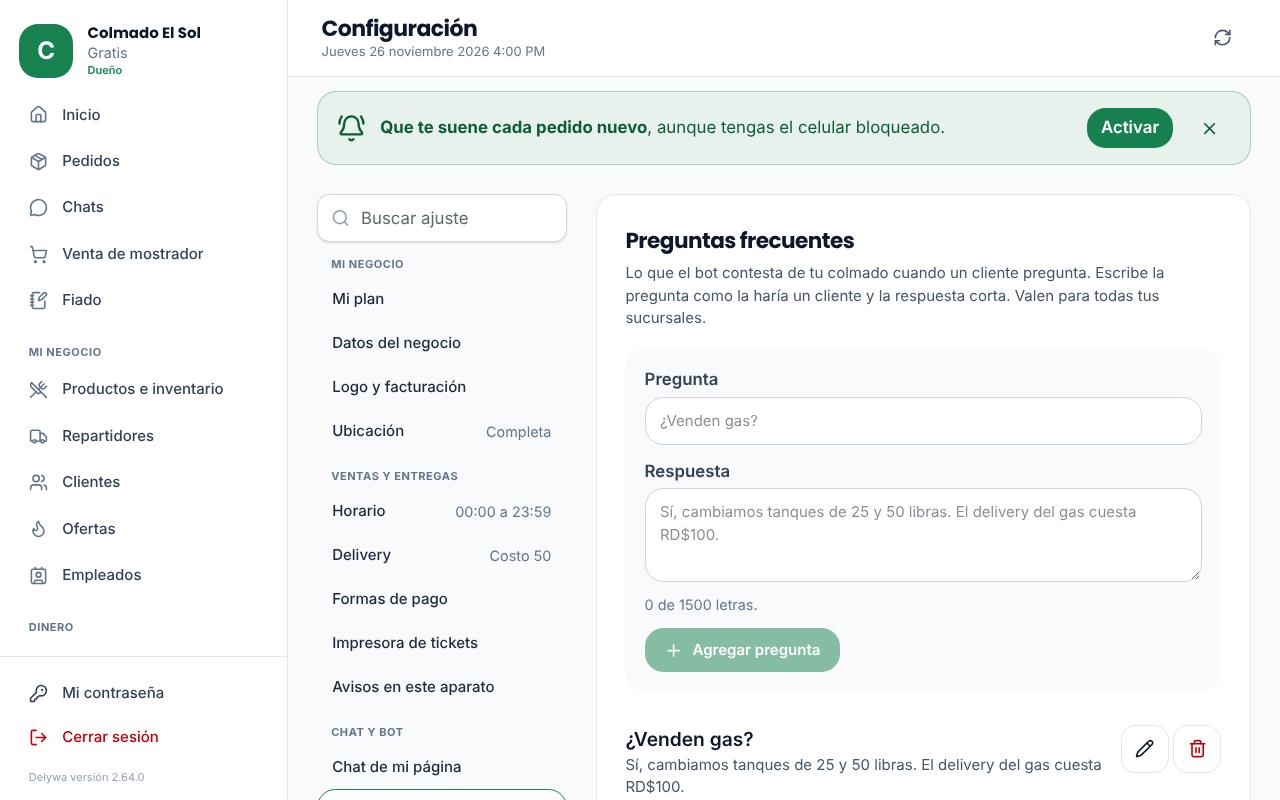 C
Colmado El Sol
Gratis
Dueño
Inicio
Pedidos
Chats
Venta de mostrador
Fiado
MI NEGOCIO
Productos e inventario
Repartidores
Clientes
Ofertas
Empleados
DINERO
Mi contraseña
Cerrar sesión
Delywa versión 2.64.0
Configuración
Jueves 26 noviembre 2026 4:00 PM
Que te suene cada pedido nuevo, aunque tengas el celular bloqueado.
Activar
Buscar ajuste
MI NEGOCIO
Mi plan
Datos del negocio
Logo y facturación
Ubicación Completa
VENTAS Y ENTREGAS
Horario 00:00 a 23:59
Delivery Costo 50
Formas de pago
Impresora de tickets
Avisos en este aparato
CHAT Y BOT
Chat de mi página
Preguntas frecuentes
Lo que el bot contesta de tu colmado cuando un cliente pregunta. Escribe la
pregunta como la haría un cliente y la respuesta corta. Valen para todas tus
sucursales.
Pregunta
¿Venden gas?
Respuesta
Sí, cambiamos tanques de 25 y 50 libras. El delivery del gas cuesta
RD$100.
0 de 1500 letras.
Agregar pregunta
¿Venden gas?
Sí, cambiamos tanques de 25 y 50 libras. El delivery del gas cuesta
RD$100.